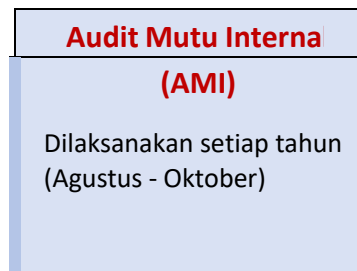 Audit Mutu Interna
(AMI)
Dilaksanakan setiap tahun
(Agustus - Oktober)